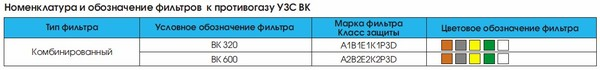 Номенклатура и обозначение фильтров к противогазу УЗС ВК
Тип фильтра
Условное обозначение фильтра
Марка фильтра
Класс защиты
Цветовое обозначение фильтра
Комбинированный
ВК 320
A1B1E1K1P3D
ВК 600
A2B2E2K2P3D